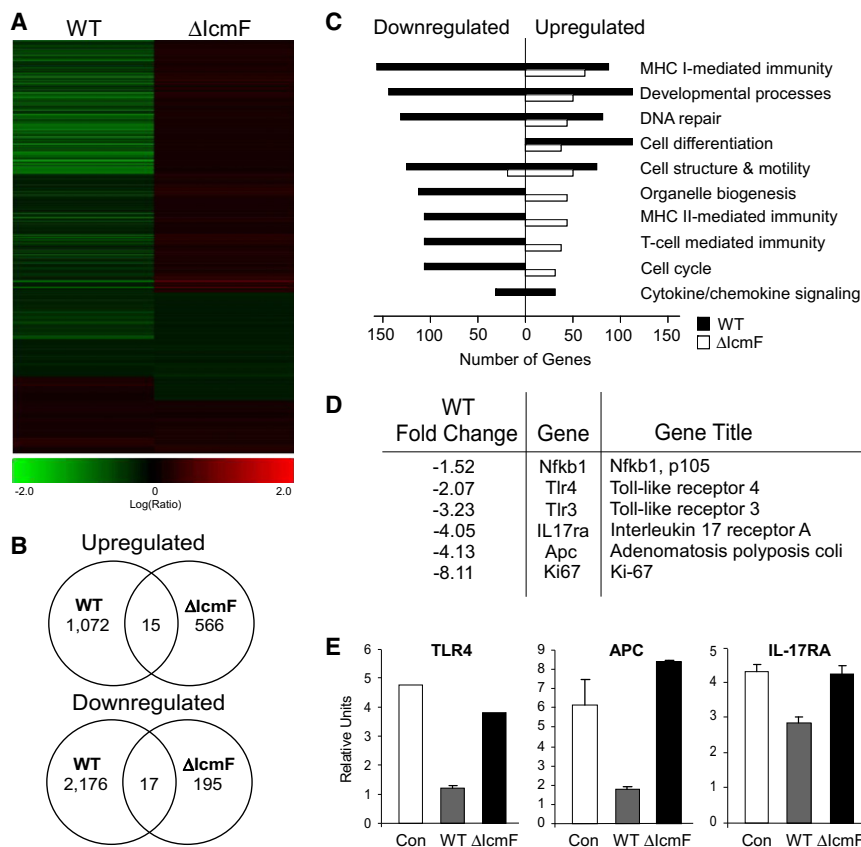 A
WT ΔIcmF
-2.0 0 2.0
Log(Ratio)
B
Upregulated
WT ΔIcmF
1,072 15 566
Downregulated
WT ΔIcmF
2,176 17 195
C
Downregulated Upregulated
MHC I-mediated immunity
Developmental processes
DNA repair
Cell differentiation
Cell structure & motility
Organelle biogenesis
MHC II-mediated immunity
T-cell mediated immunity
Cell cycle
Cytokine/chemokine signaling
150 100 50 0 50 100 150
Number of Genes
WT
ΔIcmF
D
WT
Fold Change Gene Gene Title
-1.52 Nfkb1 Nfkb1, p105
-2.07 Tlr4 Toll-like receptor 4
-3.23 Tlr3 Toll-like receptor 3
-4.05 IL17ra Interleukin 17 receptor A
-4.13 Apc Adenomatosis polyposis coli
-8.11 Ki67 Ki-67
E
Relative Units
TLR4
6
5
4
3
2
1
0
Con WT ΔIcmF
APC
9
8
7
6
5
4
3
2
1
0
Con WT ΔIcmF
IL-17RA
5
4
3
2
1
0
Con WT ΔIcmF